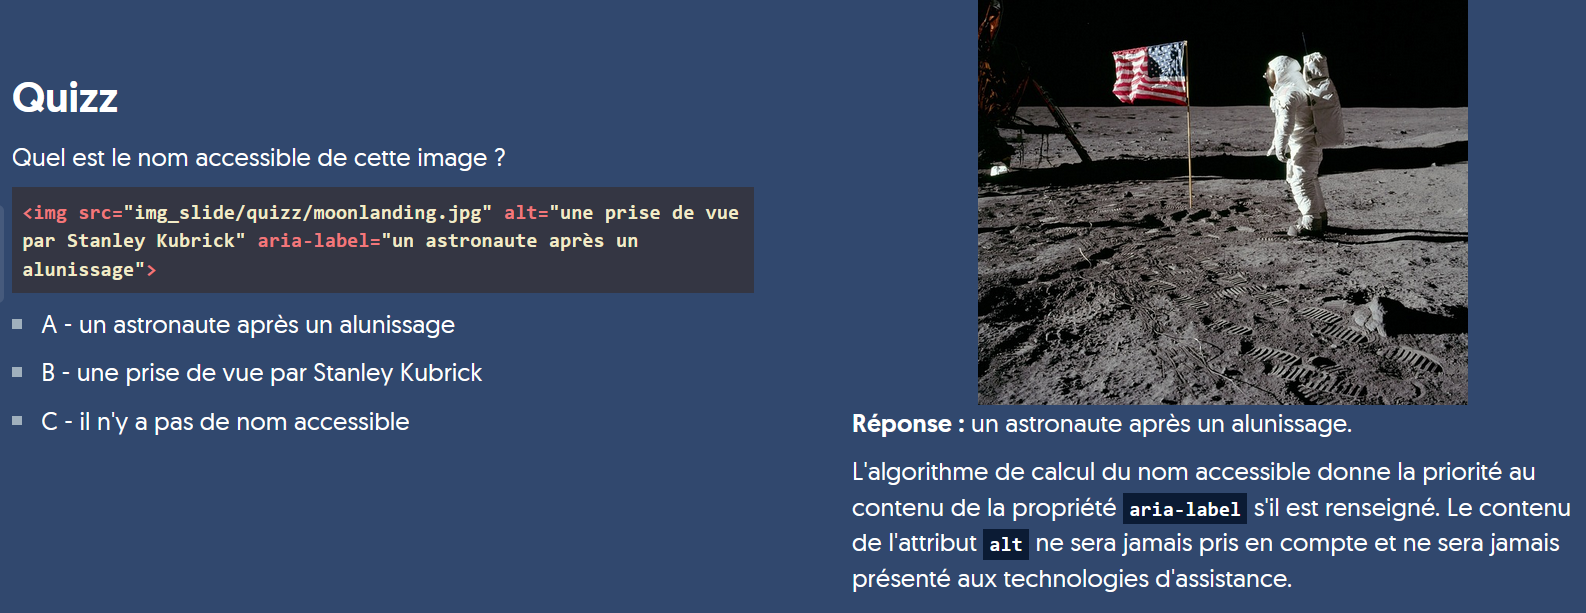 Quizz
Quel est le nom accessible de cette image ?
<img src="img_slide/quizz/moonlanding.jpg" alt="une prise de vue
par Stanley Kubrick" aria-label="un astronaute après un
alunissage">
A - un astronaute après un alunissage
B - une prise de vue par Stanley Kubrick
C - il n'y a pas de nom accessible
Réponse : un astronaute après un alunissage.
L'algorithme de calcul du nom accessible donne la priorité au
contenu de la propriété aria-label s'il est renseigné. Le contenu
de l'attribut alt ne sera jamais pris en compte et ne sera jamais
présenté aux technologies d'assistance.